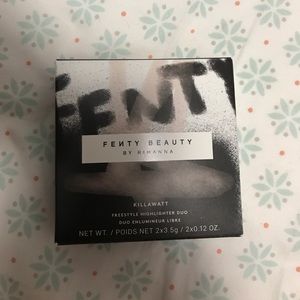 FENTY
FENTY BEAUTY
BY RIHANNA
KILLAWATT
FREESTYLE HIGHLIGHTER DUO
DUO ENLUMINEUR LIBRE
NET WT. / POIDS NET 2x3.5g / 2x0.12 OZ.